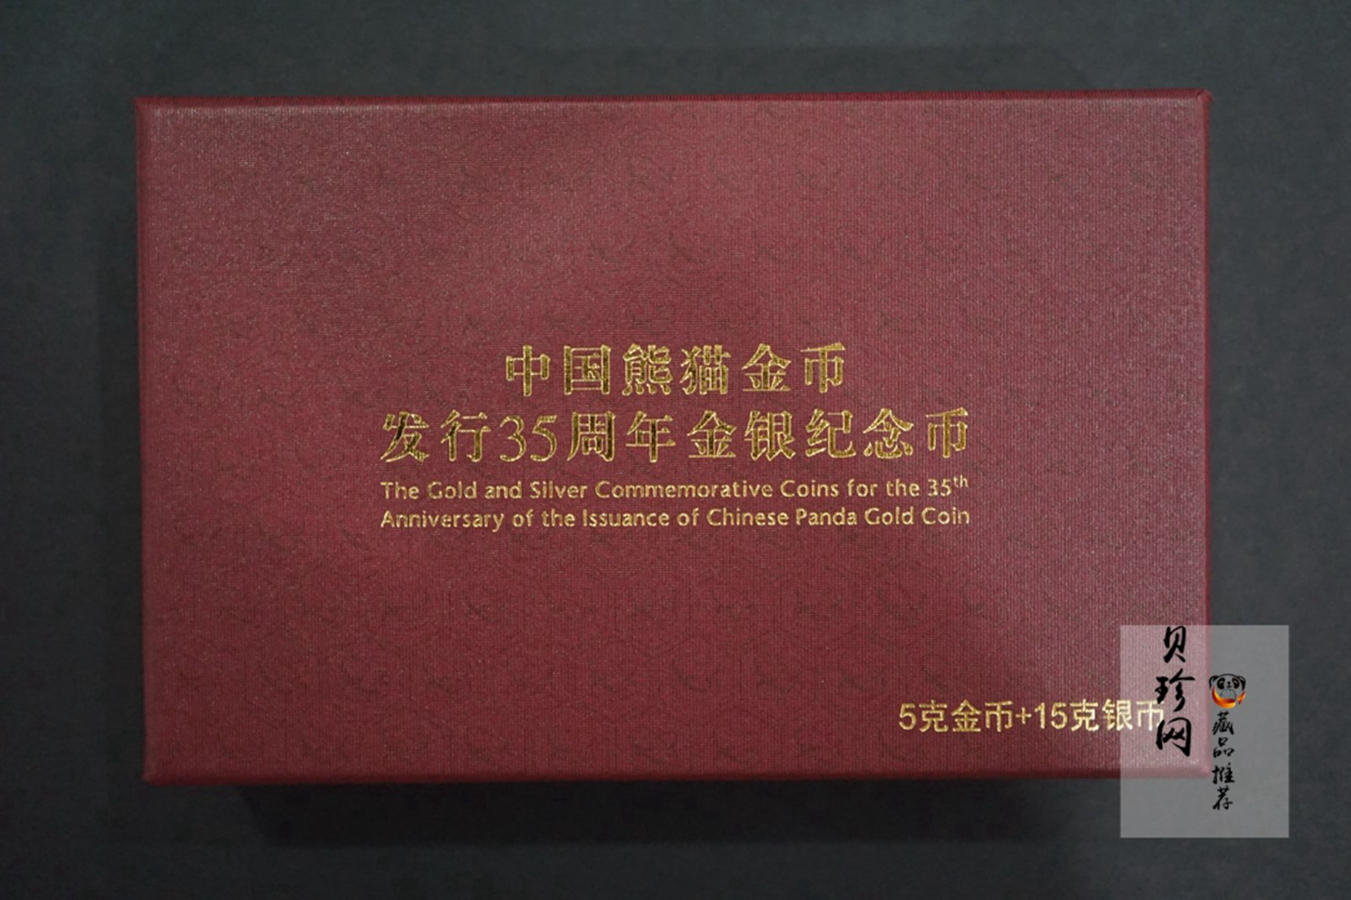 中国熊猫金币
发行35周年金银纪念币
The Gold and Silver Commemorative Coins for the 35th
Anniversary of the Issuance of Chinese Panda Gold Coin
5克金币+15克银币
贝珍网
藏品推荐